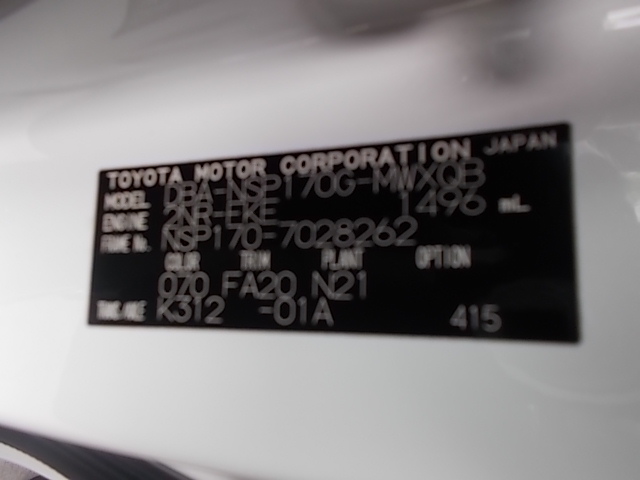 TOYOTA MOTOR CORPORATION JAPAN
MODEL DBA-NSP170G-MWXQB
ENGINE 2NR-FKE 1496 mL
FRAME No. NSP170-7028262
COLOR TRIM PLANT OPTION
070 FA20 N21
TRANS/AXLE K312 -01A 415